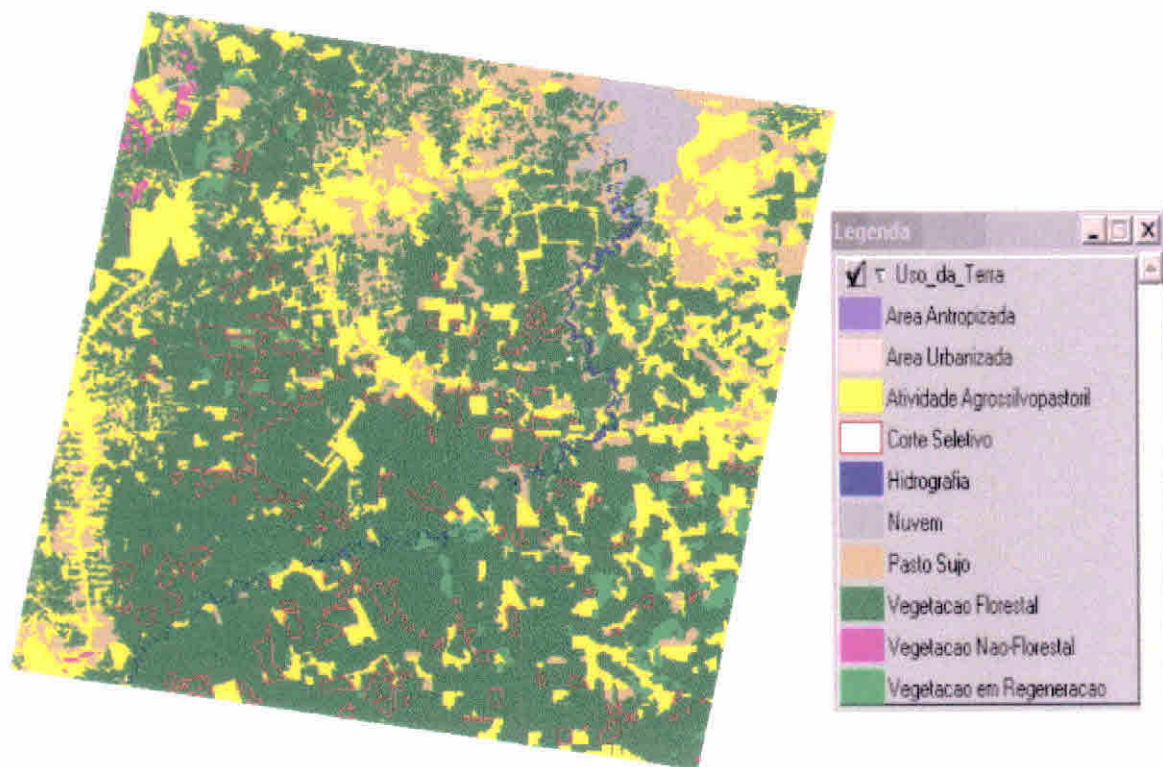 Legenda
Uso_da_Terra
Area Antropizada
Area Urbanizada
Atividade Agrossilvopastoril
Corte Seletivo
Hidrografia
Nuvem
Pasto Sujo
Vegetacao Florestal
Vegetacao Nao-Florestal
Vegetacao em Regeneracao